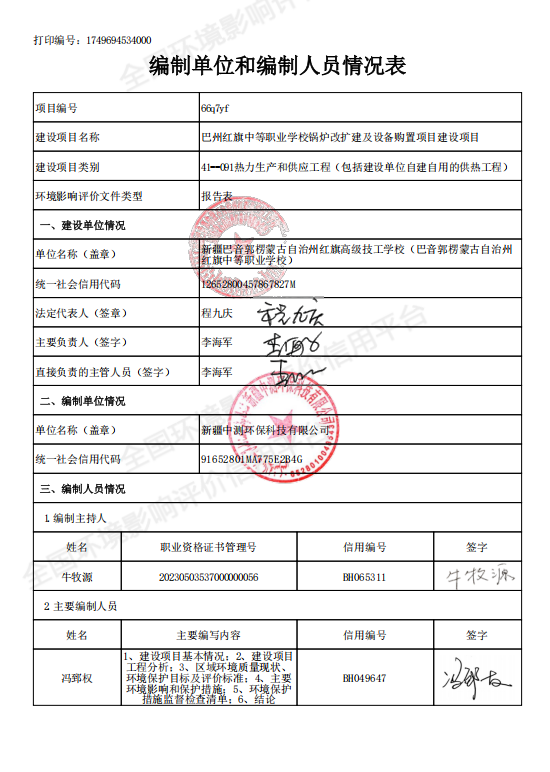 打印编号：1749694534000
编制单位和编制人员情况表
项目编号 66q7yf
建设项目名称 巴州红旗中等职业学校锅炉改扩建及设备购置项目建设项目
建设项目类别 41--091热力生产和供应工程（包括建设单位自建自用的供热工程）
环境影响评价文件类型 报告表
一、建设单位情况
单位名称（盖章） 新疆巴音郭楞蒙古自治州红旗高级技工学校（巴音郭楞蒙古自治州
红旗中等职业学校）
统一社会信用代码 12652800457867827M
法定代表人（签章） 程九庆 程九庆
主要负责人（签字） 李海军
直接负责的主管人员（签字） 李海军
二、编制单位情况
单位名称（盖章） 新疆中测环保科技有限公司
统一社会信用代码 91652801MA775E2B4G
三、编制人员情况
1.编制主持人
姓名 职业资格证书管理号 信用编号 签字
牛牧源 20230503537000000056 BH065311 牛牧源
2.主要编制人员
姓名 主要编写内容 信用编号 签字
冯郅权 BH049647
1、建设项目基本情况；2、建设项目
工程分析；3、区域环境质量现状、
环境保护目标及评价标准；4、主要
环境影响和保护措施；5、环境保护
措施监督检查清单；6、结论
全国环境影响评价信用平台